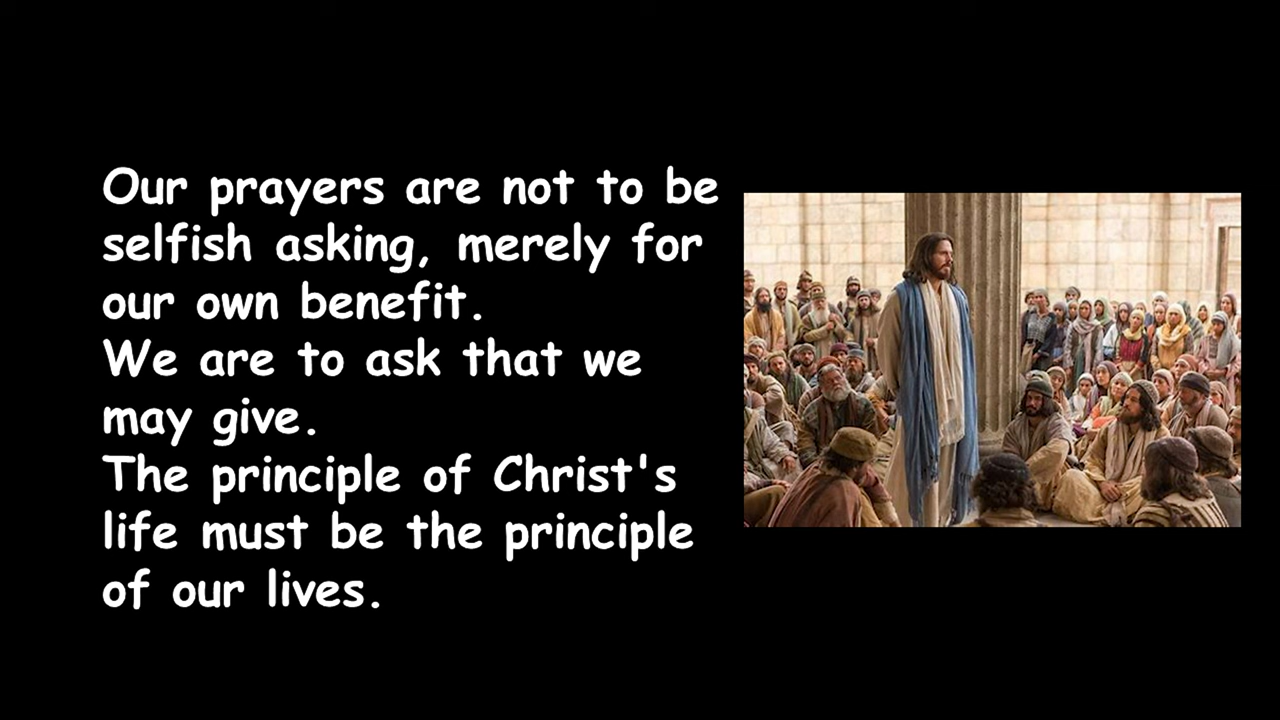 Our prayers are not to be
selfish asking, merely for
our own benefit.
We are to ask that we
may give.
The principle of Christ's
life must be the principle
of our lives.